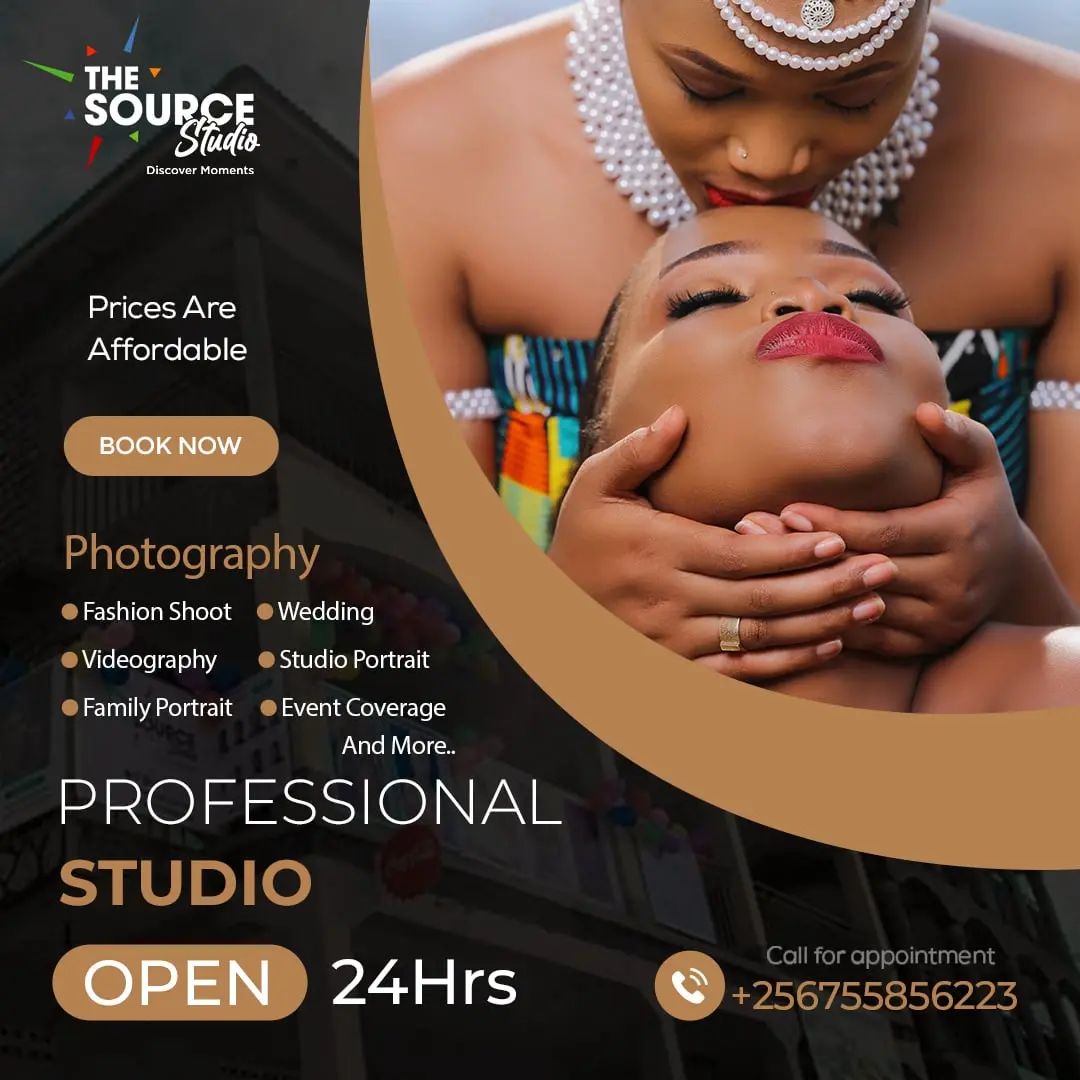 THE
SOURCE
Studio
Discover Moments
Prices Are
Affordable
BOOK NOW
Photography
Fashion Shoot
Wedding
Videography
Studio Portrait
Family Portrait
Event Coverage
And More..
PROFESSIONAL
STUDIO
OPEN 24Hrs
Call for appointment
+256755856223